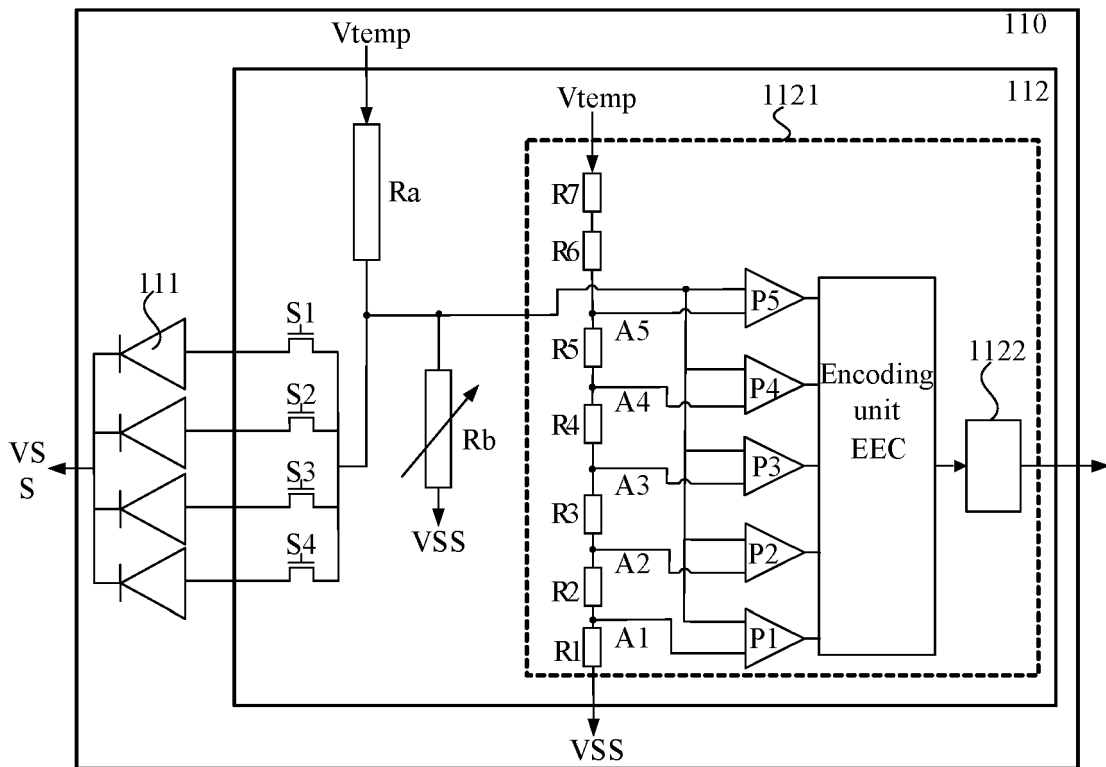 110
Vtemp
112
1121
Vtemp
R7
Ra
R6
111
P5
S1
A5
R5
1122
P4
Encoding
unit
EEC
S2
A4
R4
Rb
VS
S
P3
S3
A3
R3
VSS
S4
P2
A2
R2
P1
A1
R1
VSS